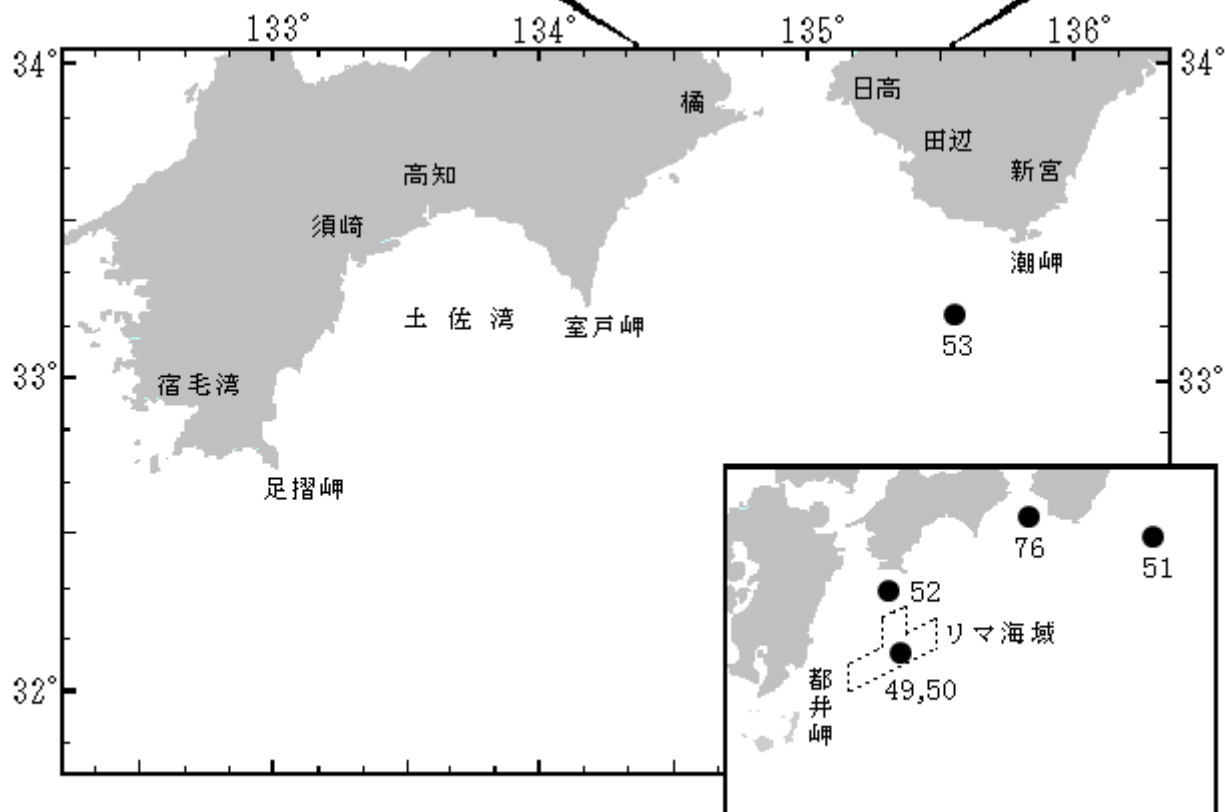 133°
134°
135°
136°
34°
34°
橘
日高
田辺
新宮
高知
須崎
潮岬
土佐湾
室戸岬
53
33°
33°
宿毛湾
足摺岬
76
51
52
リマ海域
49,50
都井岬
32°